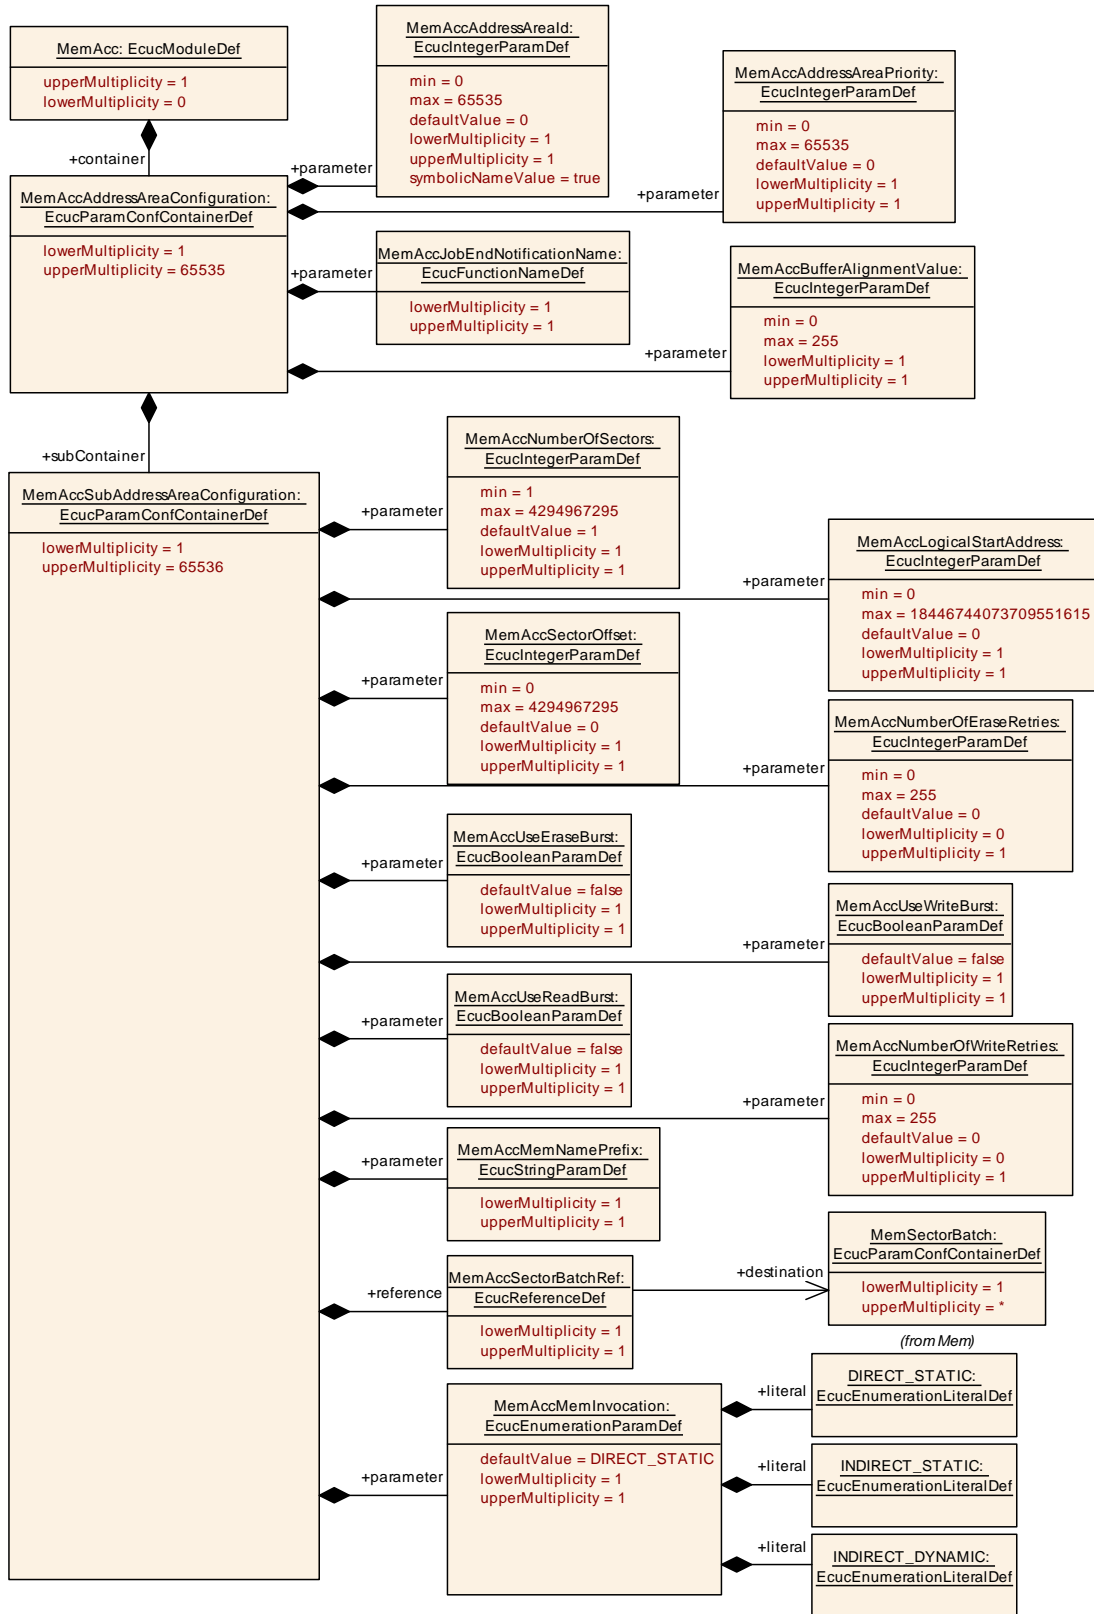 MemAcc: EcucModuleDef
upperMultiplicity = 1
lowerMultiplicity = 0
+container
MemAccAddressAreaId:
EcucIntegerParamDef
min = 0
max = 65535
defaultValue = 0
lowerMultiplicity = 1
upperMultiplicity = 1
symbolicNameValue = true
+parameter
MemAccAddressAreaPriority:
EcucIntegerParamDef
min = 0
max = 65535
defaultValue = 0
lowerMultiplicity = 1
upperMultiplicity = 1
+parameter
MemAccAddressAreaConfiguration:
EcucParamConfContainerDef
lowerMultiplicity = 1
upperMultiplicity = 65535
+parameter
MemAccJobEndNotificationName:
EcucFunctionNameDef
lowerMultiplicity = 1
upperMultiplicity = 1
MemAccBufferAlignmentValue:
EcucIntegerParamDef
min = 0
max = 255
lowerMultiplicity = 1
upperMultiplicity = 1
+parameter
+subContainer
MemAccSubAddressAreaConfiguration:
EcucParamConfContainerDef
lowerMultiplicity = 1
upperMultiplicity = 65536
+parameter
MemAccNumberOfSectors:
EcucIntegerParamDef
min = 1
max = 4294967295
defaultValue = 1
lowerMultiplicity = 1
upperMultiplicity = 1
+parameter
MemAccLogicalStartAddress:
EcucIntegerParamDef
min = 0
max = 18446744073709551615
defaultValue = 0
lowerMultiplicity = 1
upperMultiplicity = 1
+parameter
MemAccSectorOffset:
EcucIntegerParamDef
min = 0
max = 4294967295
defaultValue = 0
lowerMultiplicity = 1
upperMultiplicity = 1
+parameter
MemAccNumberOfEraseRetries:
EcucIntegerParamDef
min = 0
max = 255
defaultValue = 0
lowerMultiplicity = 0
upperMultiplicity = 1
+parameter
MemAccUseEraseBurst:
EcucBooleanParamDef
defaultValue = false
lowerMultiplicity = 1
upperMultiplicity = 1
+parameter
MemAccUseWriteBurst:
EcucBooleanParamDef
defaultValue = false
lowerMultiplicity = 1
upperMultiplicity = 1
+parameter
MemAccUseReadBurst:
EcucBooleanParamDef
defaultValue = false
lowerMultiplicity = 1
upperMultiplicity = 1
+parameter
MemAccNumberOfWriteRetries:
EcucIntegerParamDef
min = 0
max = 255
defaultValue = 0
lowerMultiplicity = 0
upperMultiplicity = 1
+parameter
MemAccMemNamePrefix:
EcucStringParamDef
lowerMultiplicity = 1
upperMultiplicity = 1
+reference
MemAccSectorBatchRef:
EcucReferenceDef
lowerMultiplicity = 1
upperMultiplicity = 1
+destination
MemSectorBatch:
EcucParamConfContainerDef
lowerMultiplicity = 1
upperMultiplicity = *
(from Mem)
+parameter
MemAccMemInvocation:
EcucEnumerationParamDef
defaultValue = DIRECT_STATIC
lowerMultiplicity = 1
upperMultiplicity = 1
+literal
DIRECT_STATIC:
EcucEnumerationLiteralDef
+literal
INDIRECT_STATIC:
EcucEnumerationLiteralDef
+literal
INDIRECT_DYNAMIC:
EcucEnumerationLiteralDef